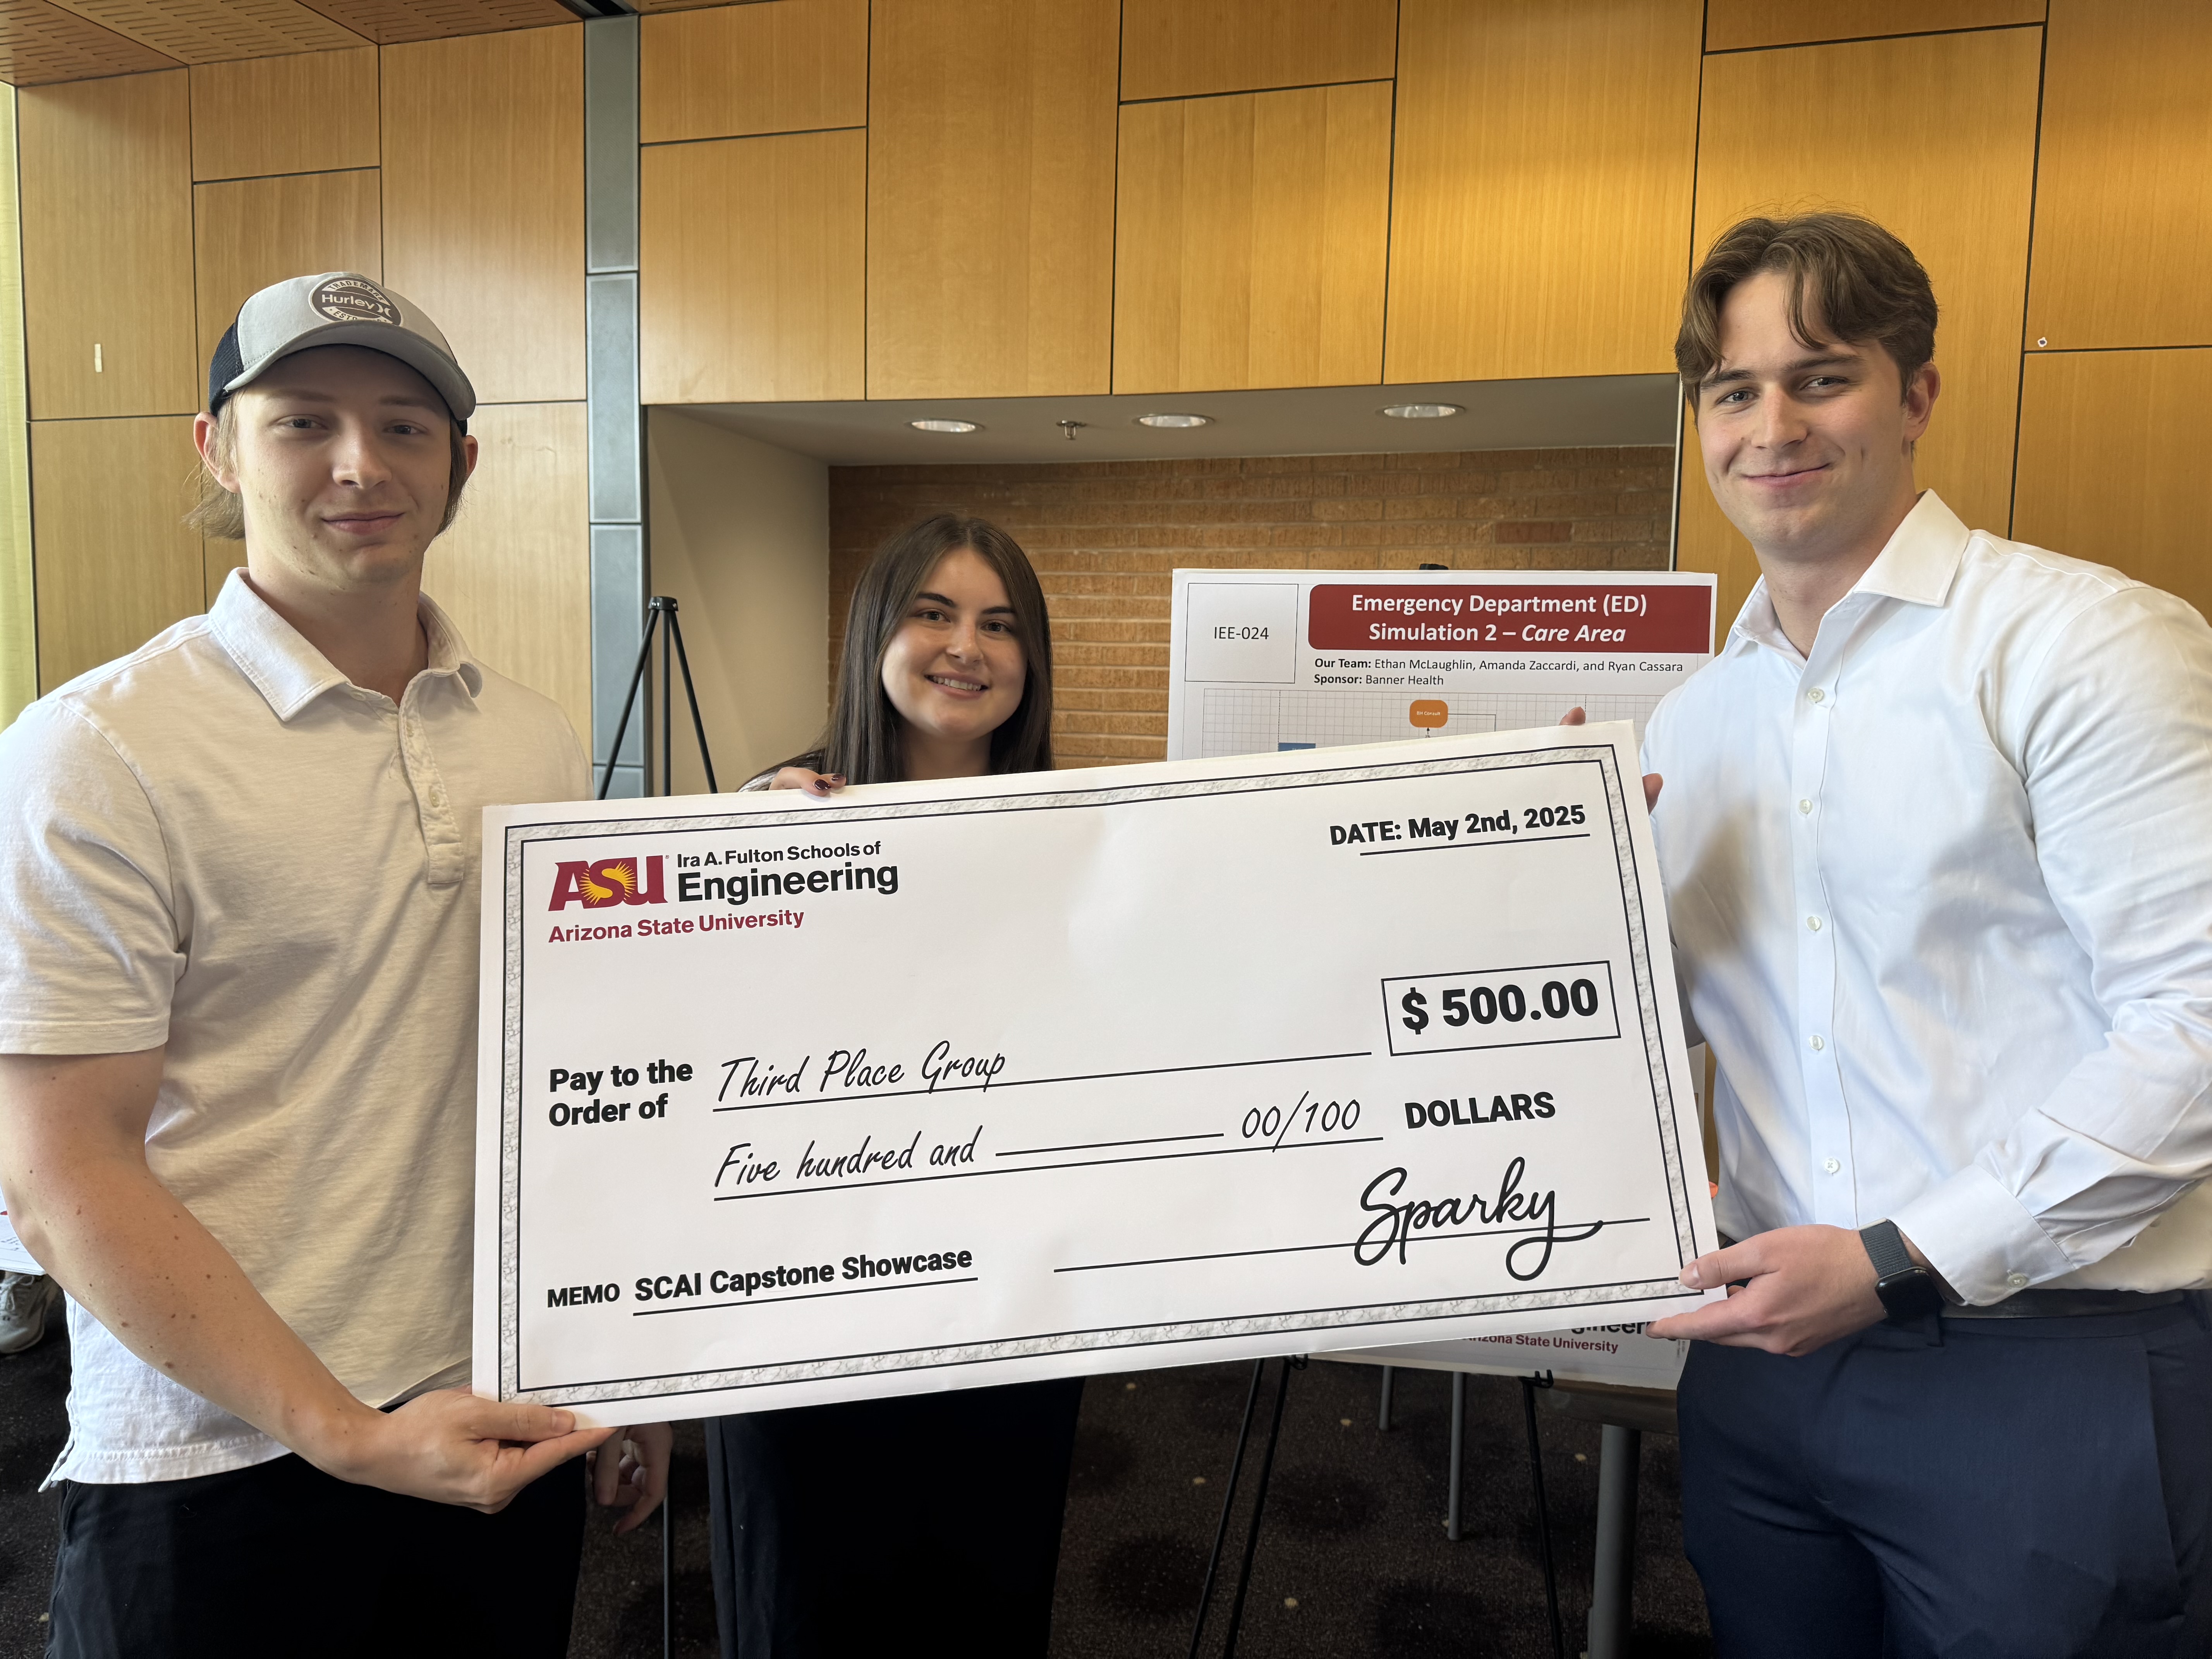 TRADEMARK
Hurley
IEE-024
Emergency Department (ED)
Simulation 2 – Care Area
Our Team: Ethan McLaughlin, Amanda Zaccardi, and Ryan Cassara
Sponsor: Banner Health
DATE: May 2nd, 2025
ASU Ira A. Fulton Schools of
Engineering
Arizona State University
$ 500.00
Pay to the
Order of
Third Place Group
Five hundred and 00/100 DOLLARS
Sparky
MEMO SCAI Capstone Showcase
State University